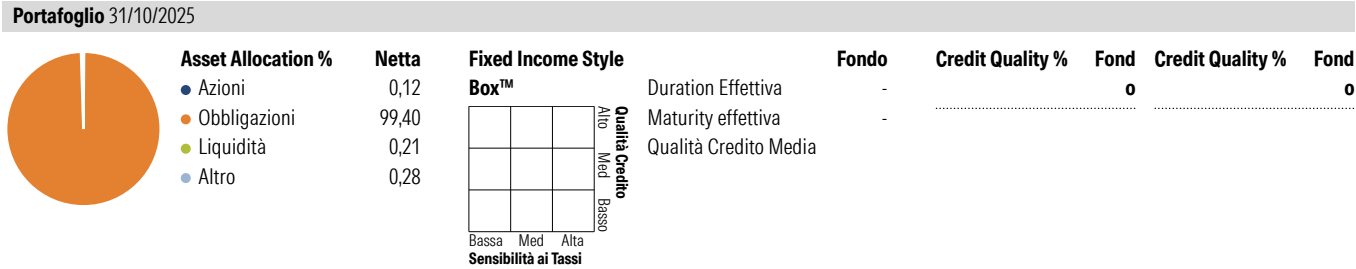 Portafoglio 31/10/2025
Asset Allocation % Netta
Azioni 0,12
Obbligazioni 99,40
Liquidità 0,21
Altro 0,28
Fixed Income Style
Box™
Alto Med Basso
Qualità Credito
Bassa Med Alta
Sensibilità ai Tassi
Fondo
Duration Effettiva -
Maturity effettiva -
Qualità Credito Media
Credit Quality % Fond
o
Credit Quality % Fond
o